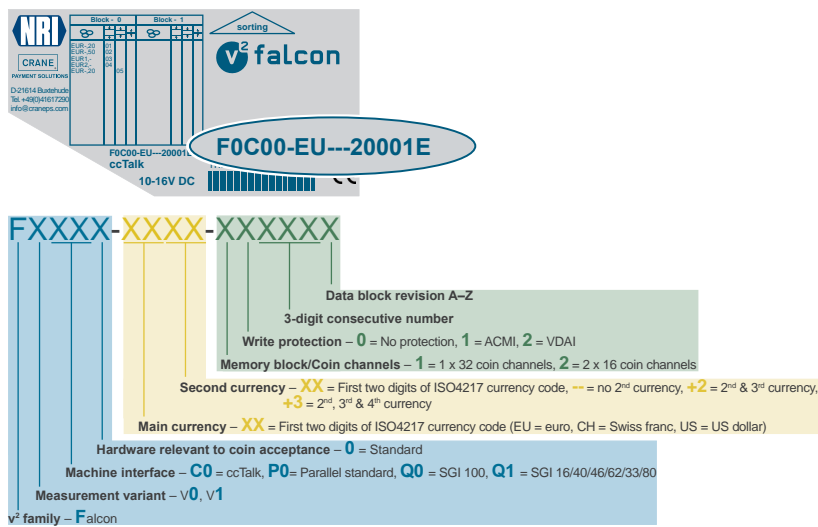 NRI
CRANE
PAYMENT SOLUTIONS
D-21614 Buxtehude
Tel. +49(0)41617290
info@craneps.com
Block - 0 Block - 1
EUR-,20 01
EUR-,50 02
EUR1,- 03
EUR2,- 04
EUR-,20 05
sorting
v² falcon
F0C00-EU---20001E
ccTalk
10-16V DC
CE
F0C00-EU---20001E
FXXXX-XXXX-XXXXXX
Data block revision A–Z
3-digit consecutive number
Write protection – 0 = No protection, 1 = ACMI, 2 = VDAI
Memory block/Coin channels – 1 = 1 x 32 coin channels, 2 = 2 x 16 coin channels
Second currency – XX = First two digits of ISO4217 currency code, -- = no 2nd currency, +2 = 2nd & 3rd currency,
+3 = 2nd, 3rd & 4th currency
Main currency – XX = First two digits of ISO4217 currency code (EU = euro, CH = Swiss franc, US = US dollar)
Hardware relevant to coin acceptance – 0 = Standard
Machine interface – C0 = ccTalk, P0= Parallel standard, Q0 = SGI 100, Q1 = SGI 16/40/46/62/33/80
Measurement variant – V0, V1
v² family – Falcon